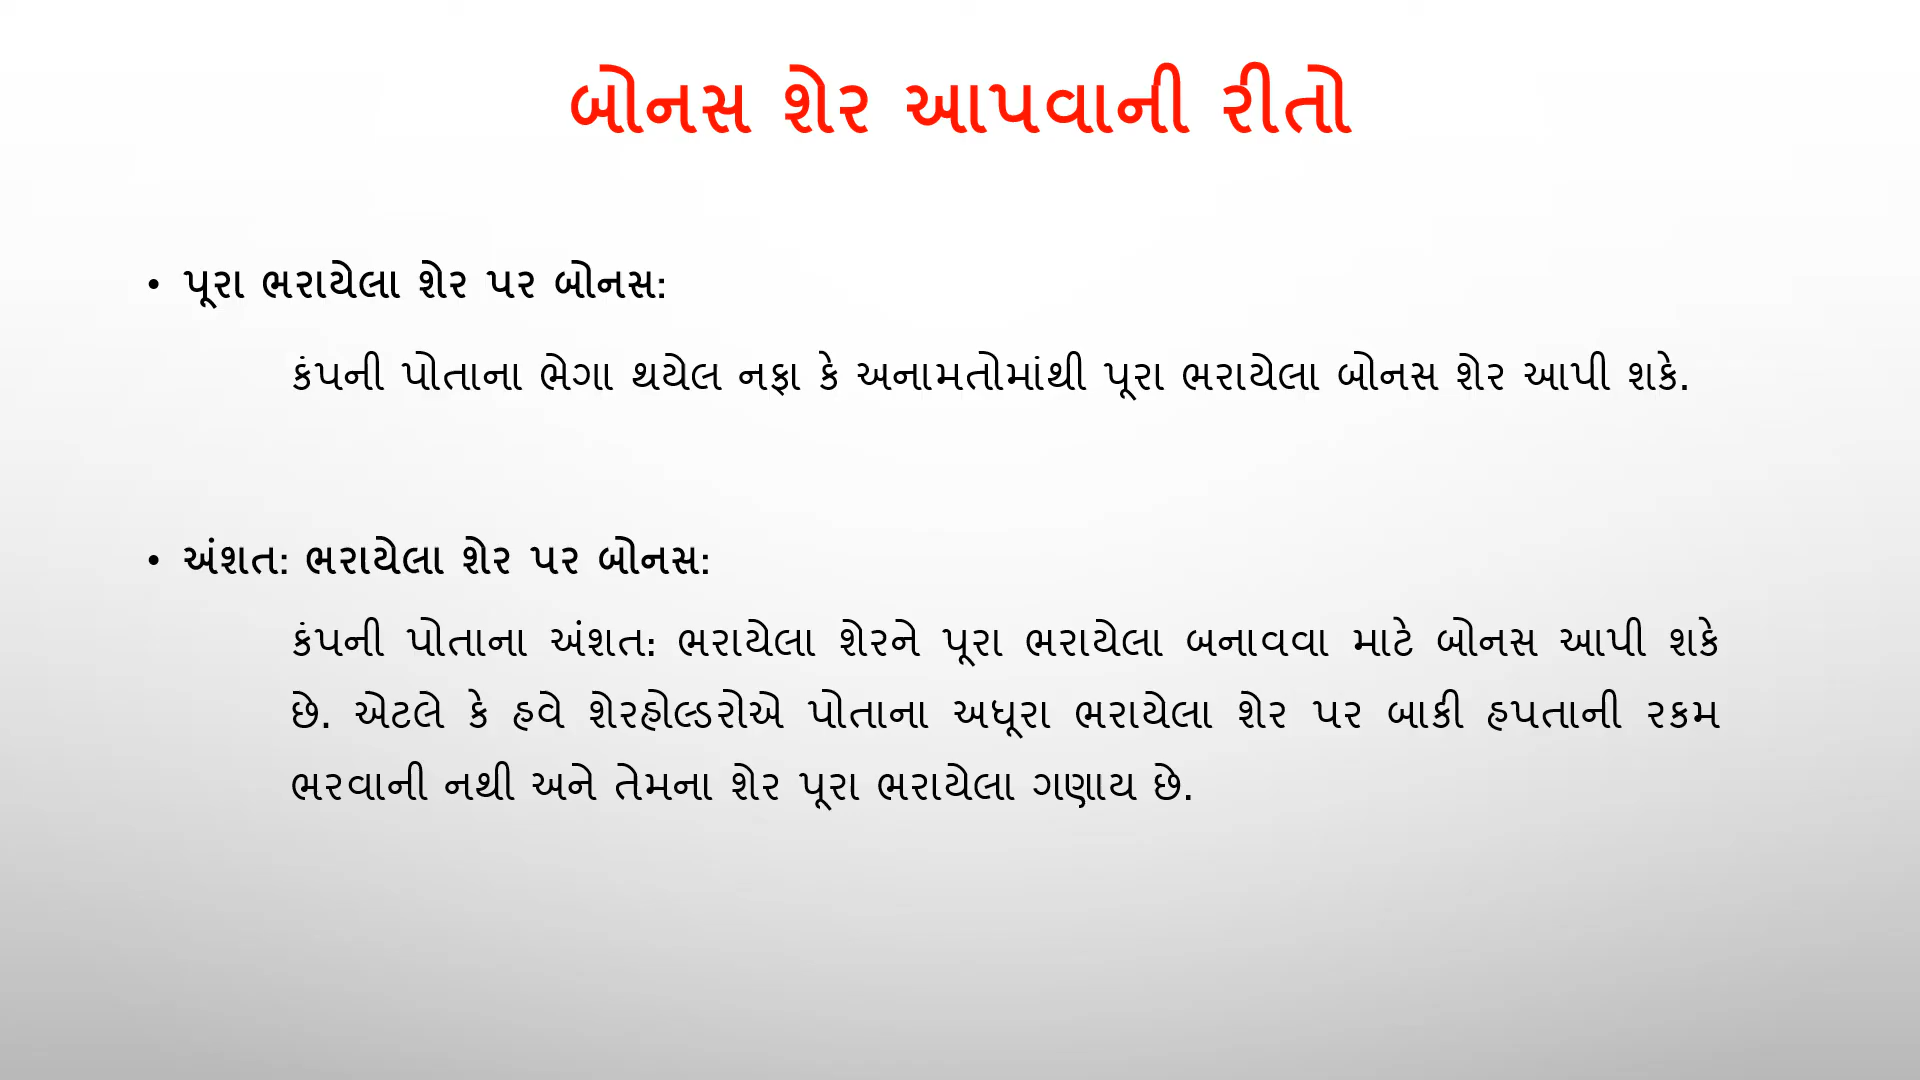 બોનસ શેર આપવાની રીતો
• પૂરા ભરાયેલા શેર પર બોનસ:
કંપની પોતાના ભેગા થયેલ નફા કે અનામતોમાંથી પૂરા ભરાયેલા બોનસ શેર આપી શકે.
• અંશત: ભરાયેલા શેર પર બોનસ:
કંપની પોતાના અંશત: ભરાયેલા શેરને પૂરા ભરાયેલા બનાવવા માટે બોનસ આપી શકે
છે. એટલે કે હવે શેરહોલ્ડરોએ પોતાના અધૂરા ભરાયેલા શેર પર બાકી હપતાની રકમ
ભરવાની નથી અને તેમના શેર પૂરા ભરાયેલા ગણાય છે.